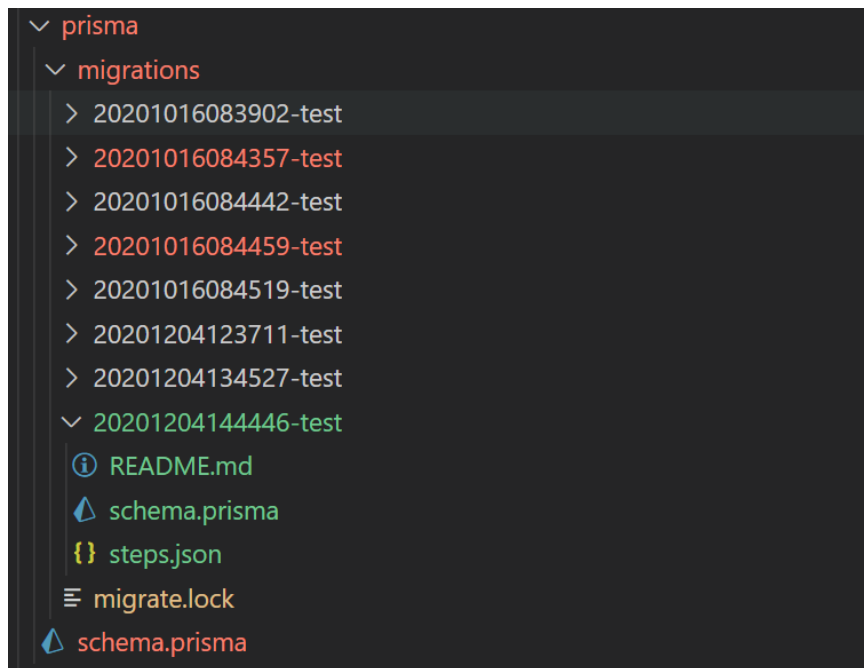 prisma
migrations
20201016083902-test
20201016084357-test
20201016084442-test
20201016084459-test
20201016084519-test
20201204123711-test
20201204134527-test
20201204144446-test
README.md
schema.prisma
{} steps.json
migrate.lock
schema.prisma